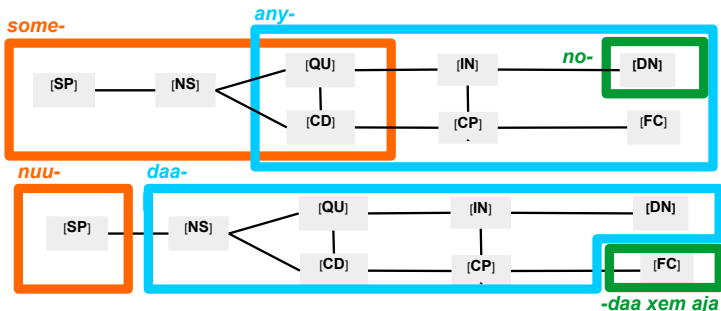 some-
any-
no-
[SP] [NS] [QU] [IN] [DN]
[CD] [CP] [FC]
nuu- daa-
[SP] [NS] [QU] [IN] [DN]
[CD] [CP] [FC]
-daa xem aja